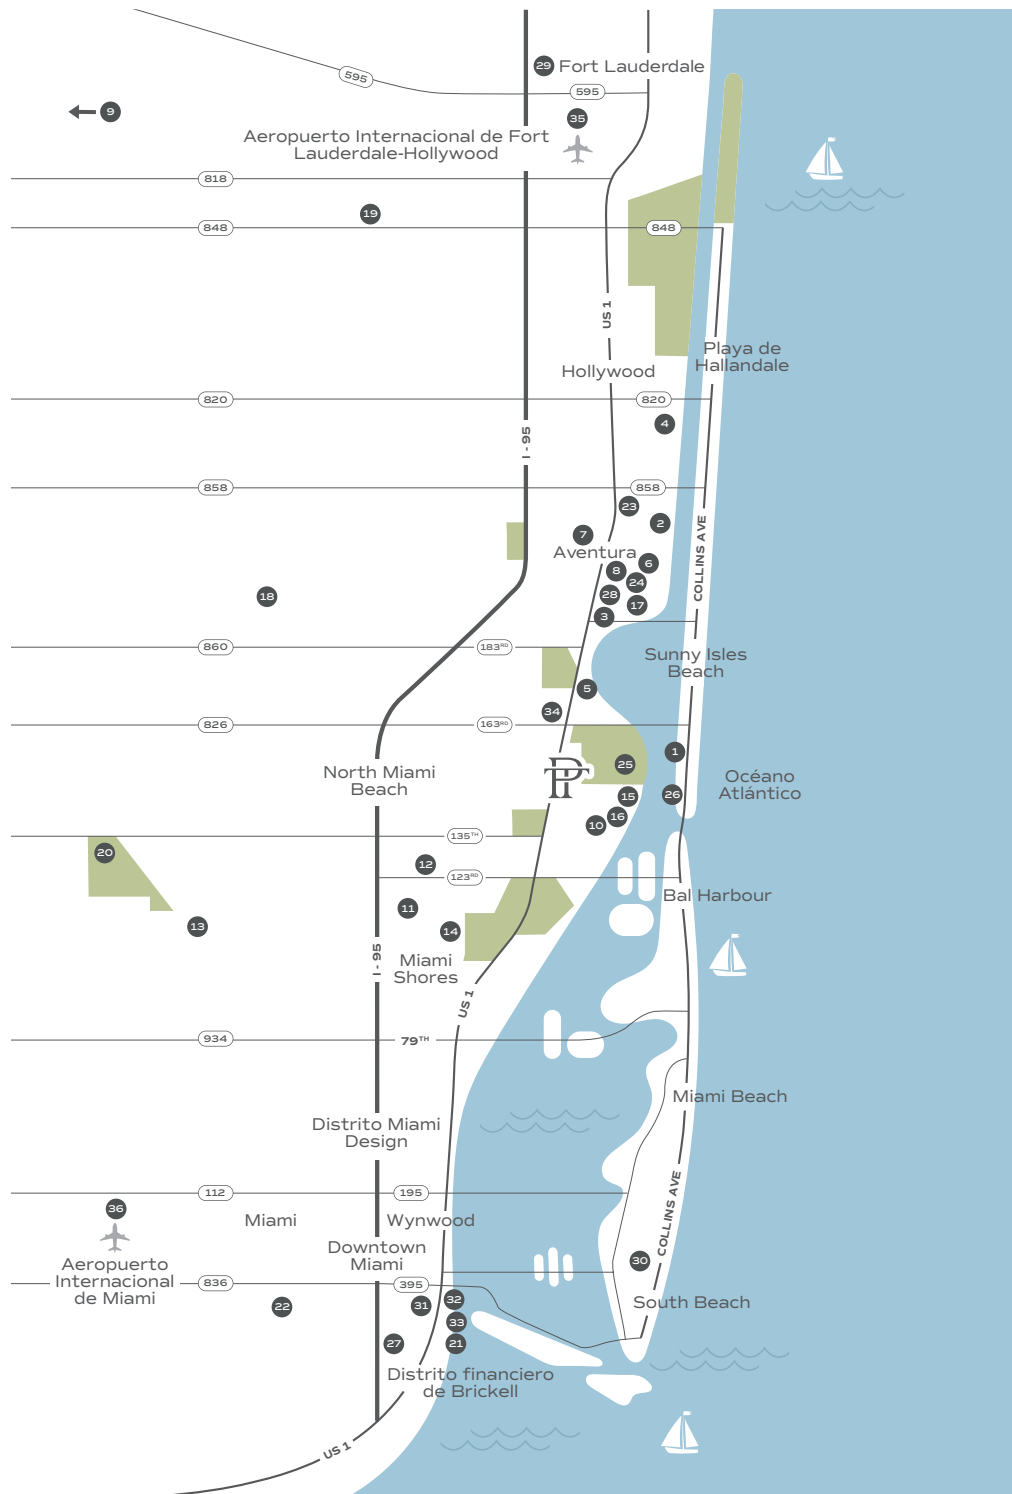 29 Fort Lauderdale
595
595
9
35
Aeropuerto Internacional de Fort
Lauderdale-Hollywood
818
19
848
848
US 1
Playa de
Hallandale
Hollywood
820
820
4
I - 95
858
858
23
2
7
COLLINS AVE
Aventura
6
8
24
28
17
18
3
860
183RD
Sunny Isles
Beach
5
34
826
163RD
1
25
PT
North Miami
Beach
Océano
Atlántico
15
26
16
10
135TH
20
12
123RD
Bal Harbour
11
13
14
I - 95
Miami
Shores
US 1
934
79TH
Miami Beach
Distrito Miami
Design
112
195
36
Miami
Wynwood
COLLINS AVE
Downtown
Miami
30
Aeropuerto
Internacional
de Miami
836
395
22
31
32
South Beach
33
27
21
Distrito financiero
de Brickell
US 1